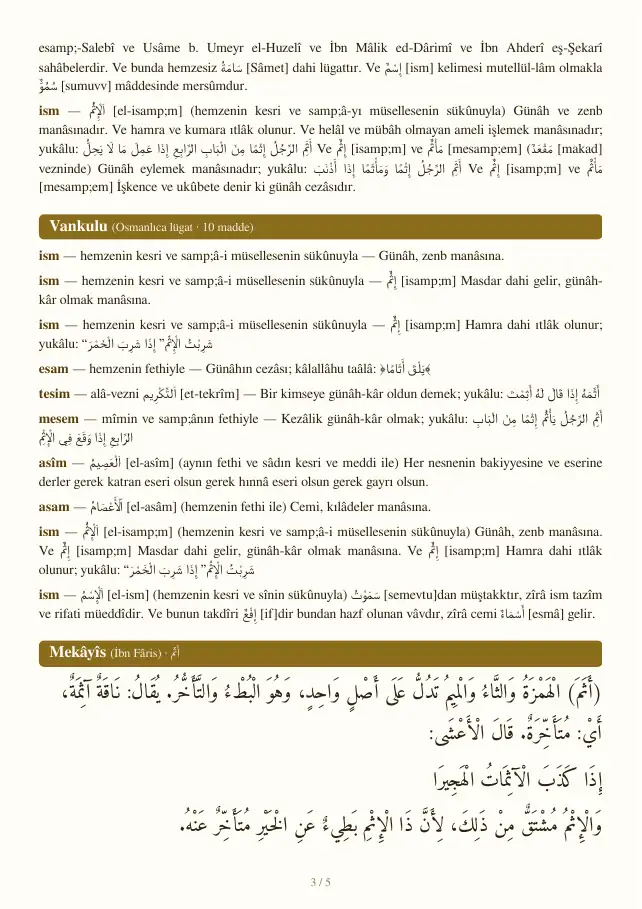 esamp;-Salebî ve Usâme b. Umeyr el-Huzelî ve İbn Mâlik ed-Dârimî ve İbn Ahderî eş-Şekarî
sahâbelerdir. Ve bunda hemzesiz سَامَةُ [Sâmet] dahi lügattır. Ve إِسْمٌ [ism] kelimesi mutellül-lâm olmakla
سُمُوٌّ [sumuvv] mâddesinde mersûmdur.
ism — اَلْإِثْمُ [el-isamp;m] (hemzenin kesri ve samp;â-yı müsellesenin sükûnuyla) Günâh ve zenb
manâsınadır. Ve hamra ve kumara ıtlâk olunur. Ve helâl ve mübâh olmayan ameli işlemek manâsınadır;
yukâlu: أَثِمَ الرَّجُلُ إِثْمًا مِنَ الْبَابِ الرَّابِعِ إِذَا عَمِلَ مَا لَا يَحِلُّ Ve إِثْمٌ [isamp;m] ve مَأْثَمٌ [mesamp;em] (مَقْعَدٌ [makad]
vezninde) Günâh eylemek manâsınadır; yukâlu: أَثِمَ الرَّجُلُ إِثْمًا وَمَأْثَمًا إِذَا أَذْنَبَ Ve إِثْمٌ [isamp;m] ve مَأْثَمٌ
[mesamp;em] İşkence ve ukûbete denir ki günâh cezâsıdır.
Vankulu (Osmanlıca lügat · 10 madde)
ism — hemzenin kesri ve samp;â-i müsellesenin sükûnuyla — Günâh, zenb manâsına.
ism — hemzenin kesri ve samp;â-i müsellesenin sükûnuyla — إِثْمٌ [isamp;m] Masdar dahi gelir, günâh-
kâr olmak manâsına.
ism — hemzenin kesri ve samp;â-i müsellesenin sükûnuyla — إِثْمٌ [isamp;m] Hamra dahi ıtlâk olunur;
yukâlu: “شَرِبْتُ الْإِثْمَ” إِذَا شَرِبَ الْخَمْرَ
esam — hemzenin fethiyle — Günâhın cezâsı; kâlallâhu taâlâ: ﴿يَلْقَ أَثَامًا﴾
tesim — alâ-vezni اَلتَّكْرِيم [et-tekrîm] — Bir kimseye günâh-kâr oldun demek; yukâlu: أَثَّمَهُ إِذَا قَالَ لَهُ أَثِمْتَ
mesem — mîmin ve samp;ânın fethiyle — Kezâlik günâh-kâr olmak; yukâlu: أَثِمَ الرَّجُلُ يَأْثَمُ إِثْمًا مِنَ الْبَابِ
الرَّابِعِ إِذَا وَقَعَ فِي الْإِثْمِ
asîm — اَلْعَصِيمُ [el-asîm] (aynın fethi ve sâdın kesri ve meddi ile) Her nesnenin bakiyyesine ve eserine
derler gerek katran eseri olsun gerek hınnâ eseri olsun gerek gayrı olsun.
asam — اَلْأَعْصَامُ [el-asâm] (hemzenin fethi ile) Cemi, kılâdeler manâsına.
ism — اَلْإِثْمُ [el-isamp;m] (hemzenin kesri ve samp;â-i müsellesenin sükûnuyla) Günâh, zenb manâsına.
Ve إِثْمٌ [isamp;m] Masdar dahi gelir, günâh-kâr olmak manâsına. Ve إِثْمٌ [isamp;m] Hamra dahi ıtlâk
olunur; yukâlu: “شَرِبْتُ الْإِثْمَ” إِذَا شَرِبَ الْخَمْرَ
ism — اَلْإِسْمُ [el-ism] (hemzenin kesri ve sînin sükûnuyla) سَمَوْتُ [semevtu]dan müştakktır, zîrâ ism tazîm
ve rifati müeddîdir. Ve bunun takdîri إِفْعٌ [if]dir bundan hazf olunan vâvdır, zîrâ cemi أَسْمَاءُ [esmâ] gelir.
Mekâyîs (İbn Fâris) · أثم
(أَثَمَ) الْهَمْزَةُ وَالثَّاءُ وَالْمِيمُ تَدُلُّ عَلَى أَصْلٍ وَاحِدٍ، وَهُوَ الْبُطْءُ وَالتَّأَخُّرُ. يُقَالُ: نَاقَةٌ آثِمَةٌ،
أَيْ: مُتَأَخِّرَةٌ. قَالَ الْأَعْشَى:
إِذَا كَذَبَ الْآثِمَاتُ الْهَجِيرَا
وَالْإِثْمُ مُشْتَقٌّ مِنْ ذَلِكَ، لِأَنَّ ذَا الْإِثْمِ بَطِيءٌ عَنِ الْخَيْرِ مُتَأَخِّرٌ عَنْهُ.
3 / 5